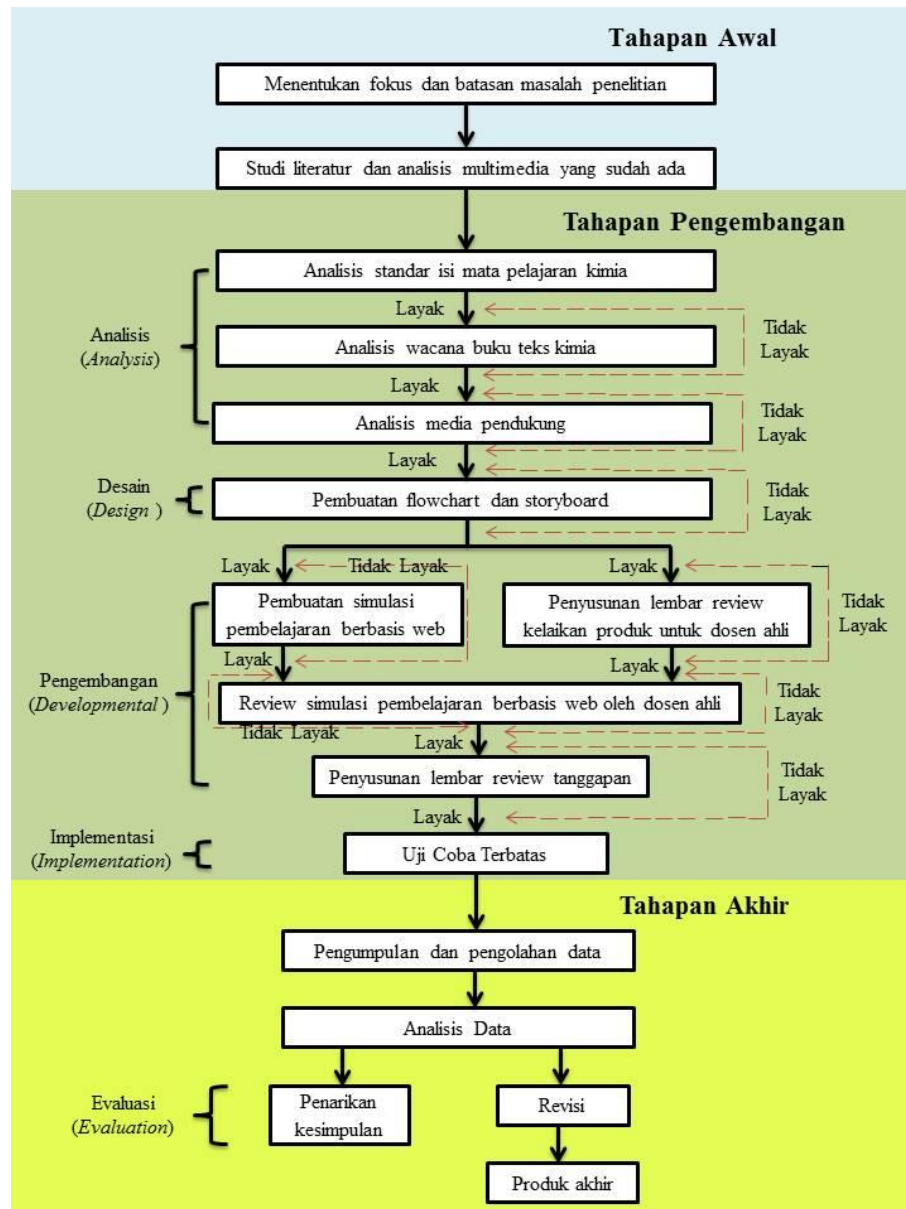 Tahapan Awal
Menentukan fokus dan batasan masalah penelitian
Studi literatur dan analisis multimedia yang sudah ada
Tahapan Pengembangan
Analisis standar isi mata pelajaran kimia
Layak
Tidak
Layak
Analisis
(Analysis)
Analisis wacana buku teks kimia
Layak
Tidak
Layak
Analisis media pendukung
Layak
Tidak
Layak
Desain
(Design )
Pembuatan flowchart dan storyboard
Layak
Tidak Layak
Layak
Pembuatan simulasi
pembelajaran berbasis web
Penyusunan lembar review
kelaikan produk untuk dosen ahli
Tidak
Layak
Layak
Layak
Pengembangan
(Developmental )
Review simulasi pembelajaran berbasis web oleh dosen ahli
Tidak
Layak
Tidak Layak
Layak
Penyusunan lembar review tanggapan
Tidak
Layak
Layak
Implementasi
(Implementation)
Uji Coba Terbatas
Tahapan Akhir
Pengumpulan dan pengolahan data
Analisis Data
Evaluasi
(Evaluation)
Penarikan
kesimpulan
Revisi
Produk akhir